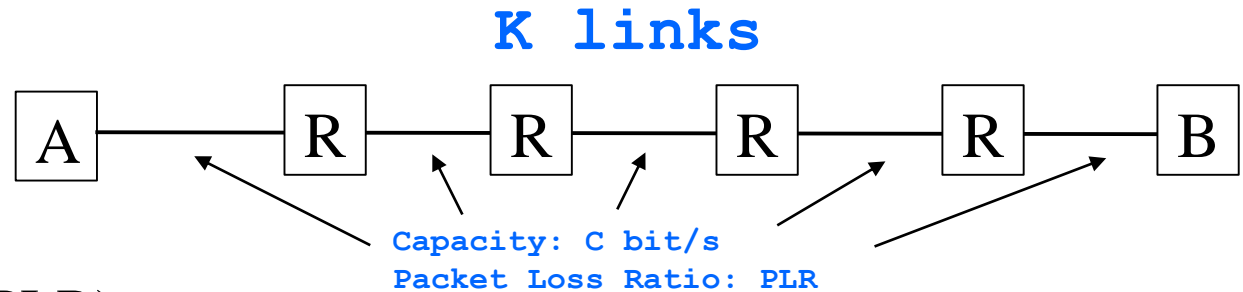 K links
A R R R R B
Capacity: C bit/s
Packet Loss Ratio: PLR